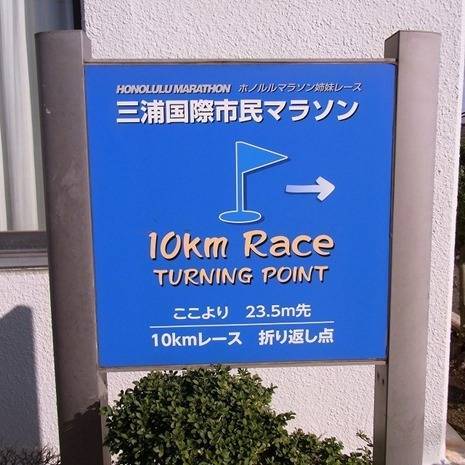 HONOLULU MARATHON ホノルルマラソン姉妹レース
三浦国際市民マラソン
10km Race
TURNING POINT
ここより 23.5m先
10kmレース 折り返し点